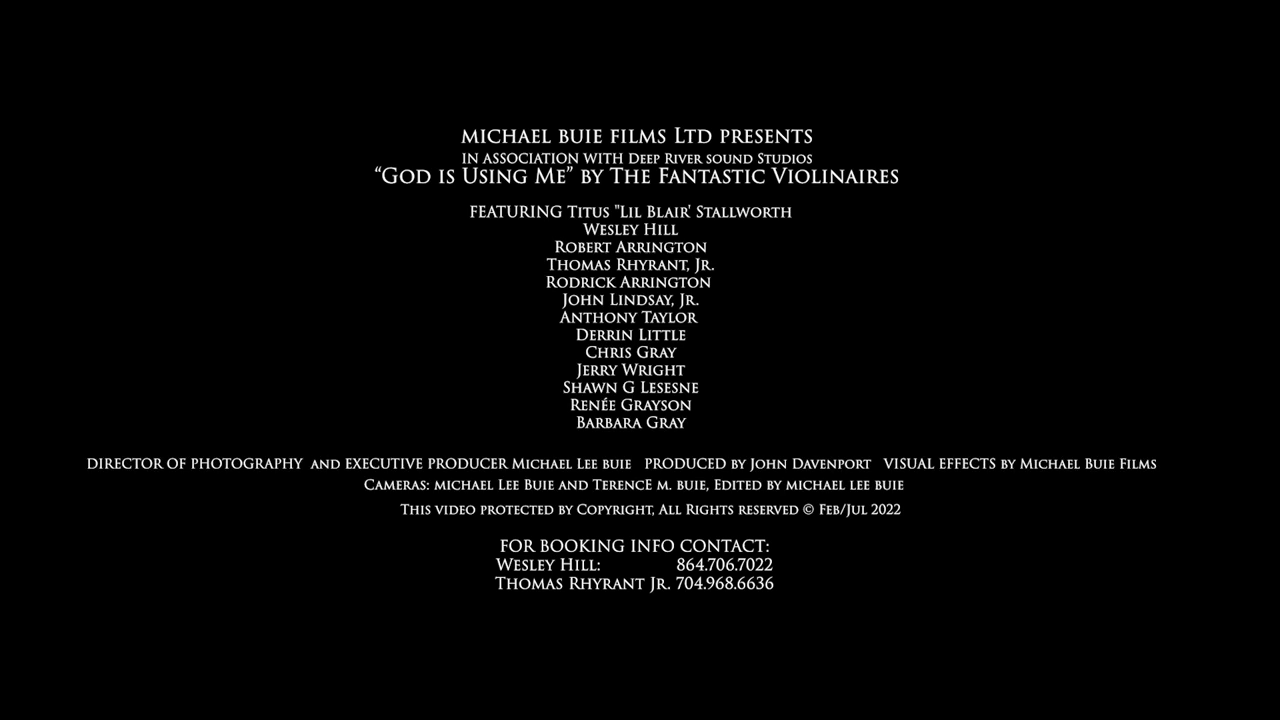 MICHAEL BUIE FILMS LTD PRESENTS
IN ASSOCIATION WITH DEEP RIVER SOUND STUDIOS
“GOD IS USING ME” BY THE FANTASTIC VIOLINAIRES
FEATURING TITUS "LIL BLAIR' STALLWORTH
WESLEY HILL
ROBERT ARRINGTON
THOMAS RHYRANT, JR.
RODRICK ARRINGTON
JOHN LINDSAY, JR.
ANTHONY TAYLOR
DERRIN LITTLE
CHRIS GRAY
JERRY WRIGHT
SHAWN G LESESNE
RENÉE GRAYSON
BARBARA GRAY
DIRECTOR OF PHOTOGRAPHY AND EXECUTIVE PRODUCER MICHAEL LEE BUIE PRODUCED BY JOHN DAVENPORT VISUAL EFFECTS BY MICHAEL BUIE FILMS
CAMERAS: MICHAEL LEE BUIE AND TERENCE M. BUIE, EDITED BY MICHAEL LEE BUIE
THIS VIDEO PROTECTED BY COPYRIGHT, ALL RIGHTS RESERVED © FEB/JUL 2022
FOR BOOKING INFO CONTACT:
WESLEY HILL: 864.706.7022
THOMAS RHYRANT JR. 704.968.6636